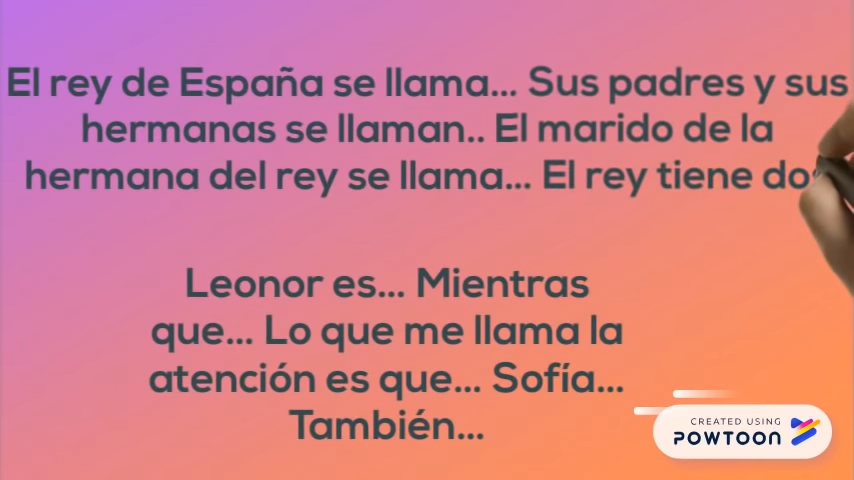 El rey de España se llama... Sus padres y sus
hermanas se llaman.. El marido de la
hermana del rey se llama... El rey tiene dos
Leonor es... Mientras
que... Lo que me llama la
atención es que... Sofía...
También...
CREATED USING
POWTOON